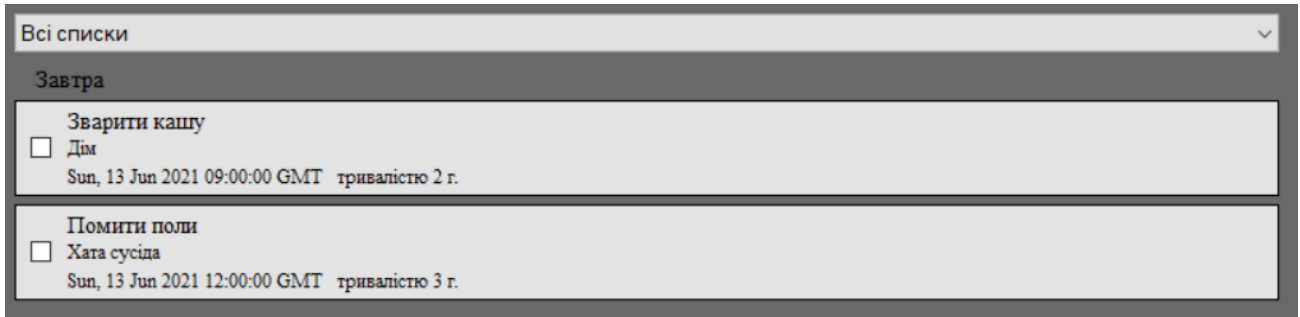 Всі списки
Завтра
Зварити кашу
Дім
Sun, 13 Jun 2021 09:00:00 GMT тривалістю 2 г.
Помити поли
Хата сусіда
Sun, 13 Jun 2021 12:00:00 GMT тривалістю 3 г.